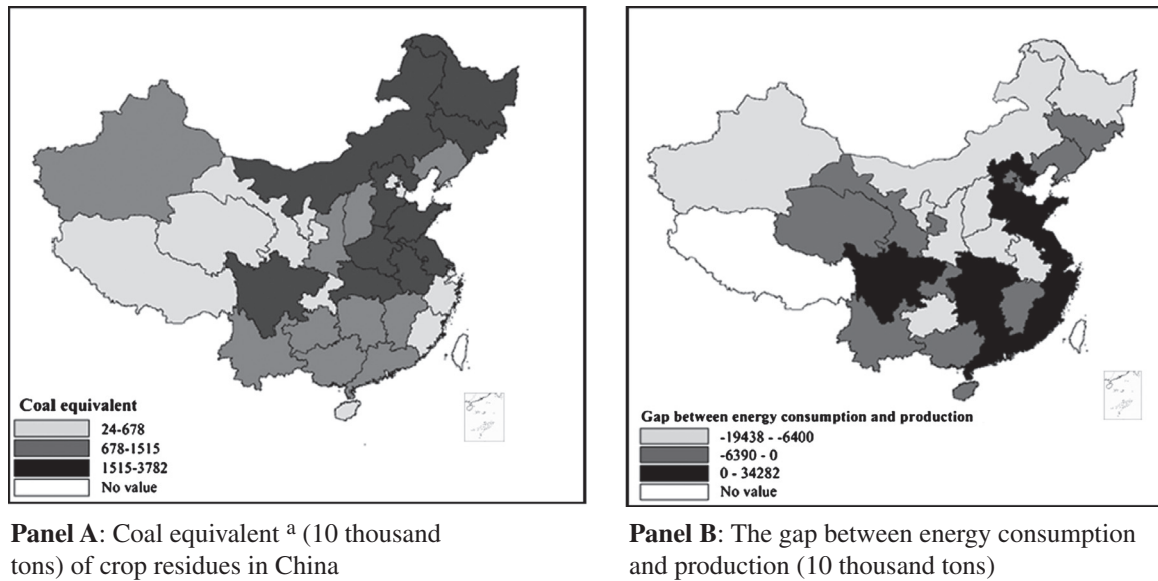 Coal equivalent
24-678
678-1515
1515-3782
No value
Gap between energy consumption and production
-19438 - -6400
-6390 - 0
0 - 34282
No value
Panel A: Coal equivalent a (10 thousand
tons) of crop residues in China
Panel B: The gap between energy consumption
and production (10 thousand tons)